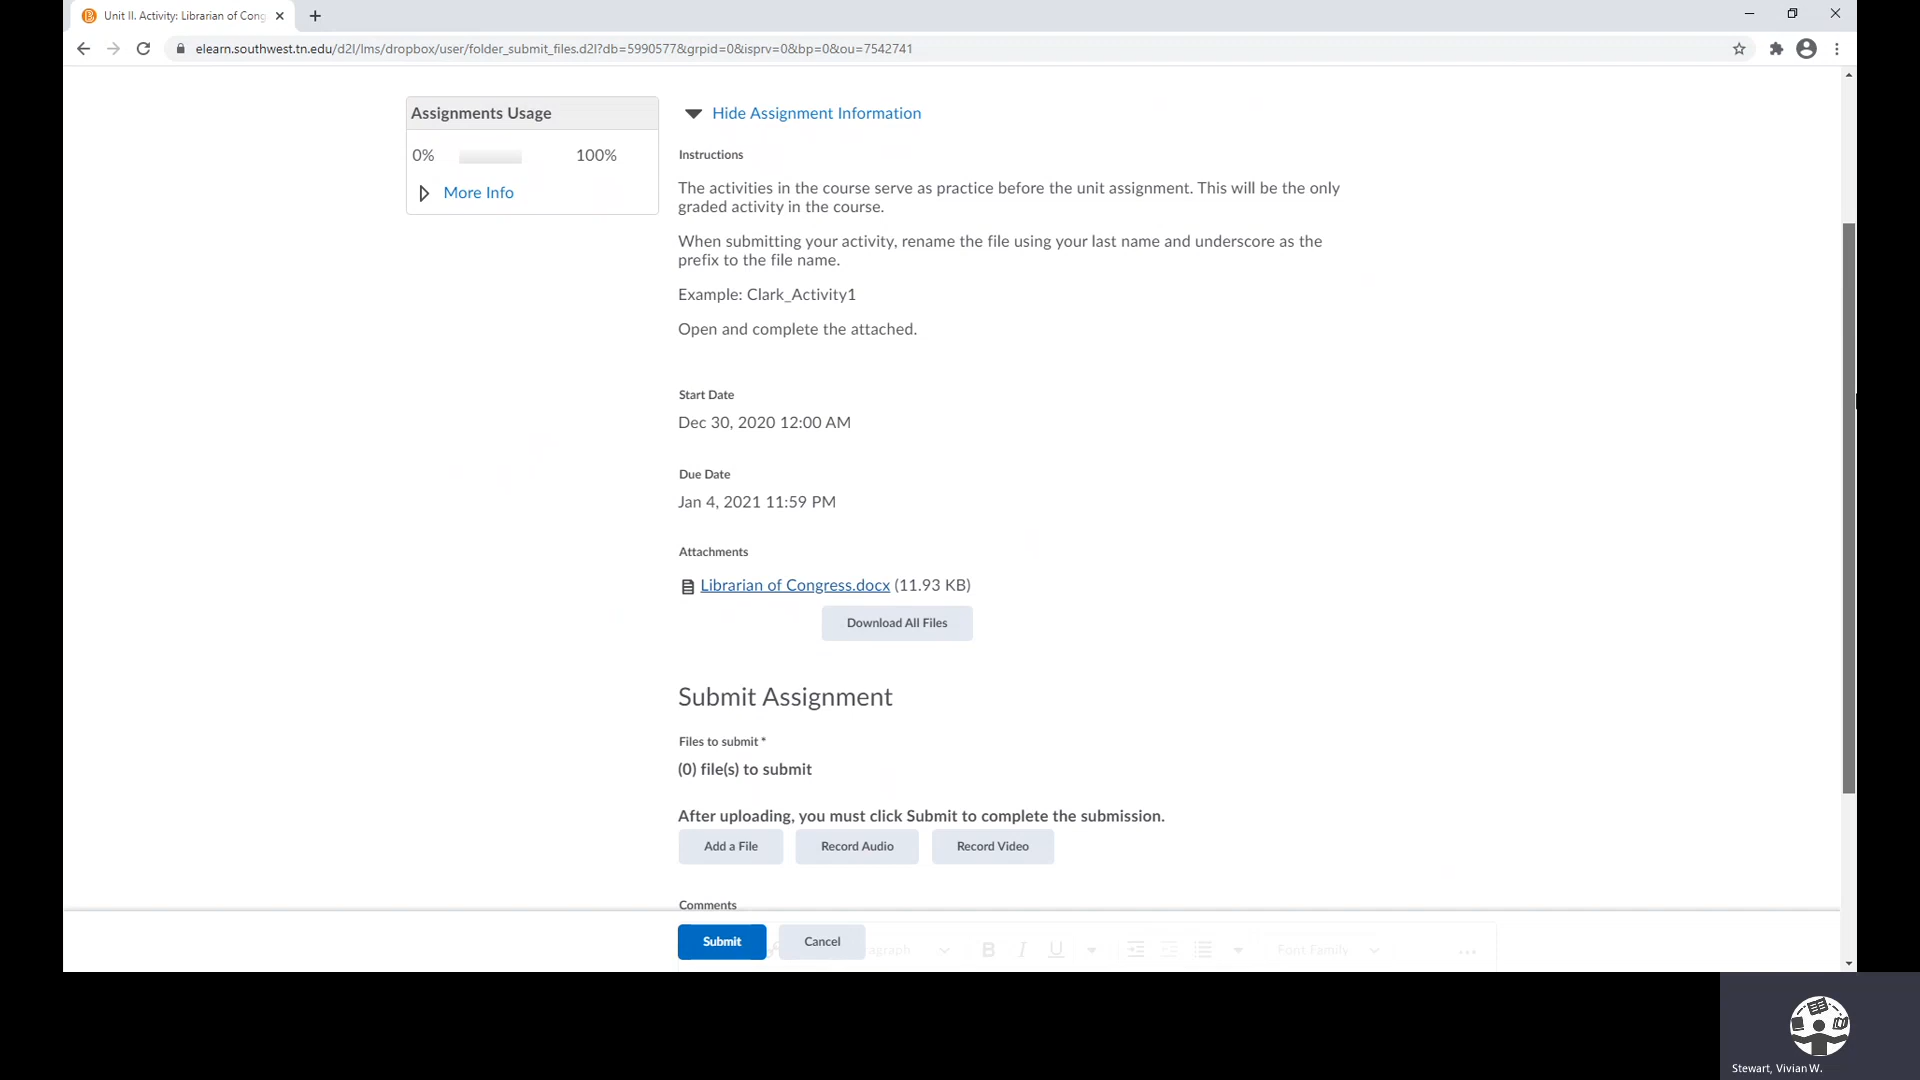 Unit II. Activity: Librarian of Cong
elearn.southwest.tn.edu/d2l/lms/dropbox/user/folder_submit_files.d2l?db=5990577&grpid=0&isprv=0&bp=0&ou=7542741
Assignments Usage
0% 100%
More Info
Hide Assignment Information
Instructions
The activities in the course serve as practice before the unit assignment. This will be the only
graded activity in the course.
When submitting your activity, rename the file using your last name and underscore as the
prefix to the file name.
Example: Clark_Activity1
Open and complete the attached.
Start Date
Dec 30, 2020 12:00 AM
Due Date
Jan 4, 2021 11:59 PM
Attachments
Librarian of Congress.docx (11.93 KB)
Download All Files
Submit Assignment
Files to submit *
(0) file(s) to submit
After uploading, you must click Submit to complete the submission.
Add a File Record Audio Record Video
Comments
Submit Cancel agraph B I U Font Family ...
Stewart, Vivian W.